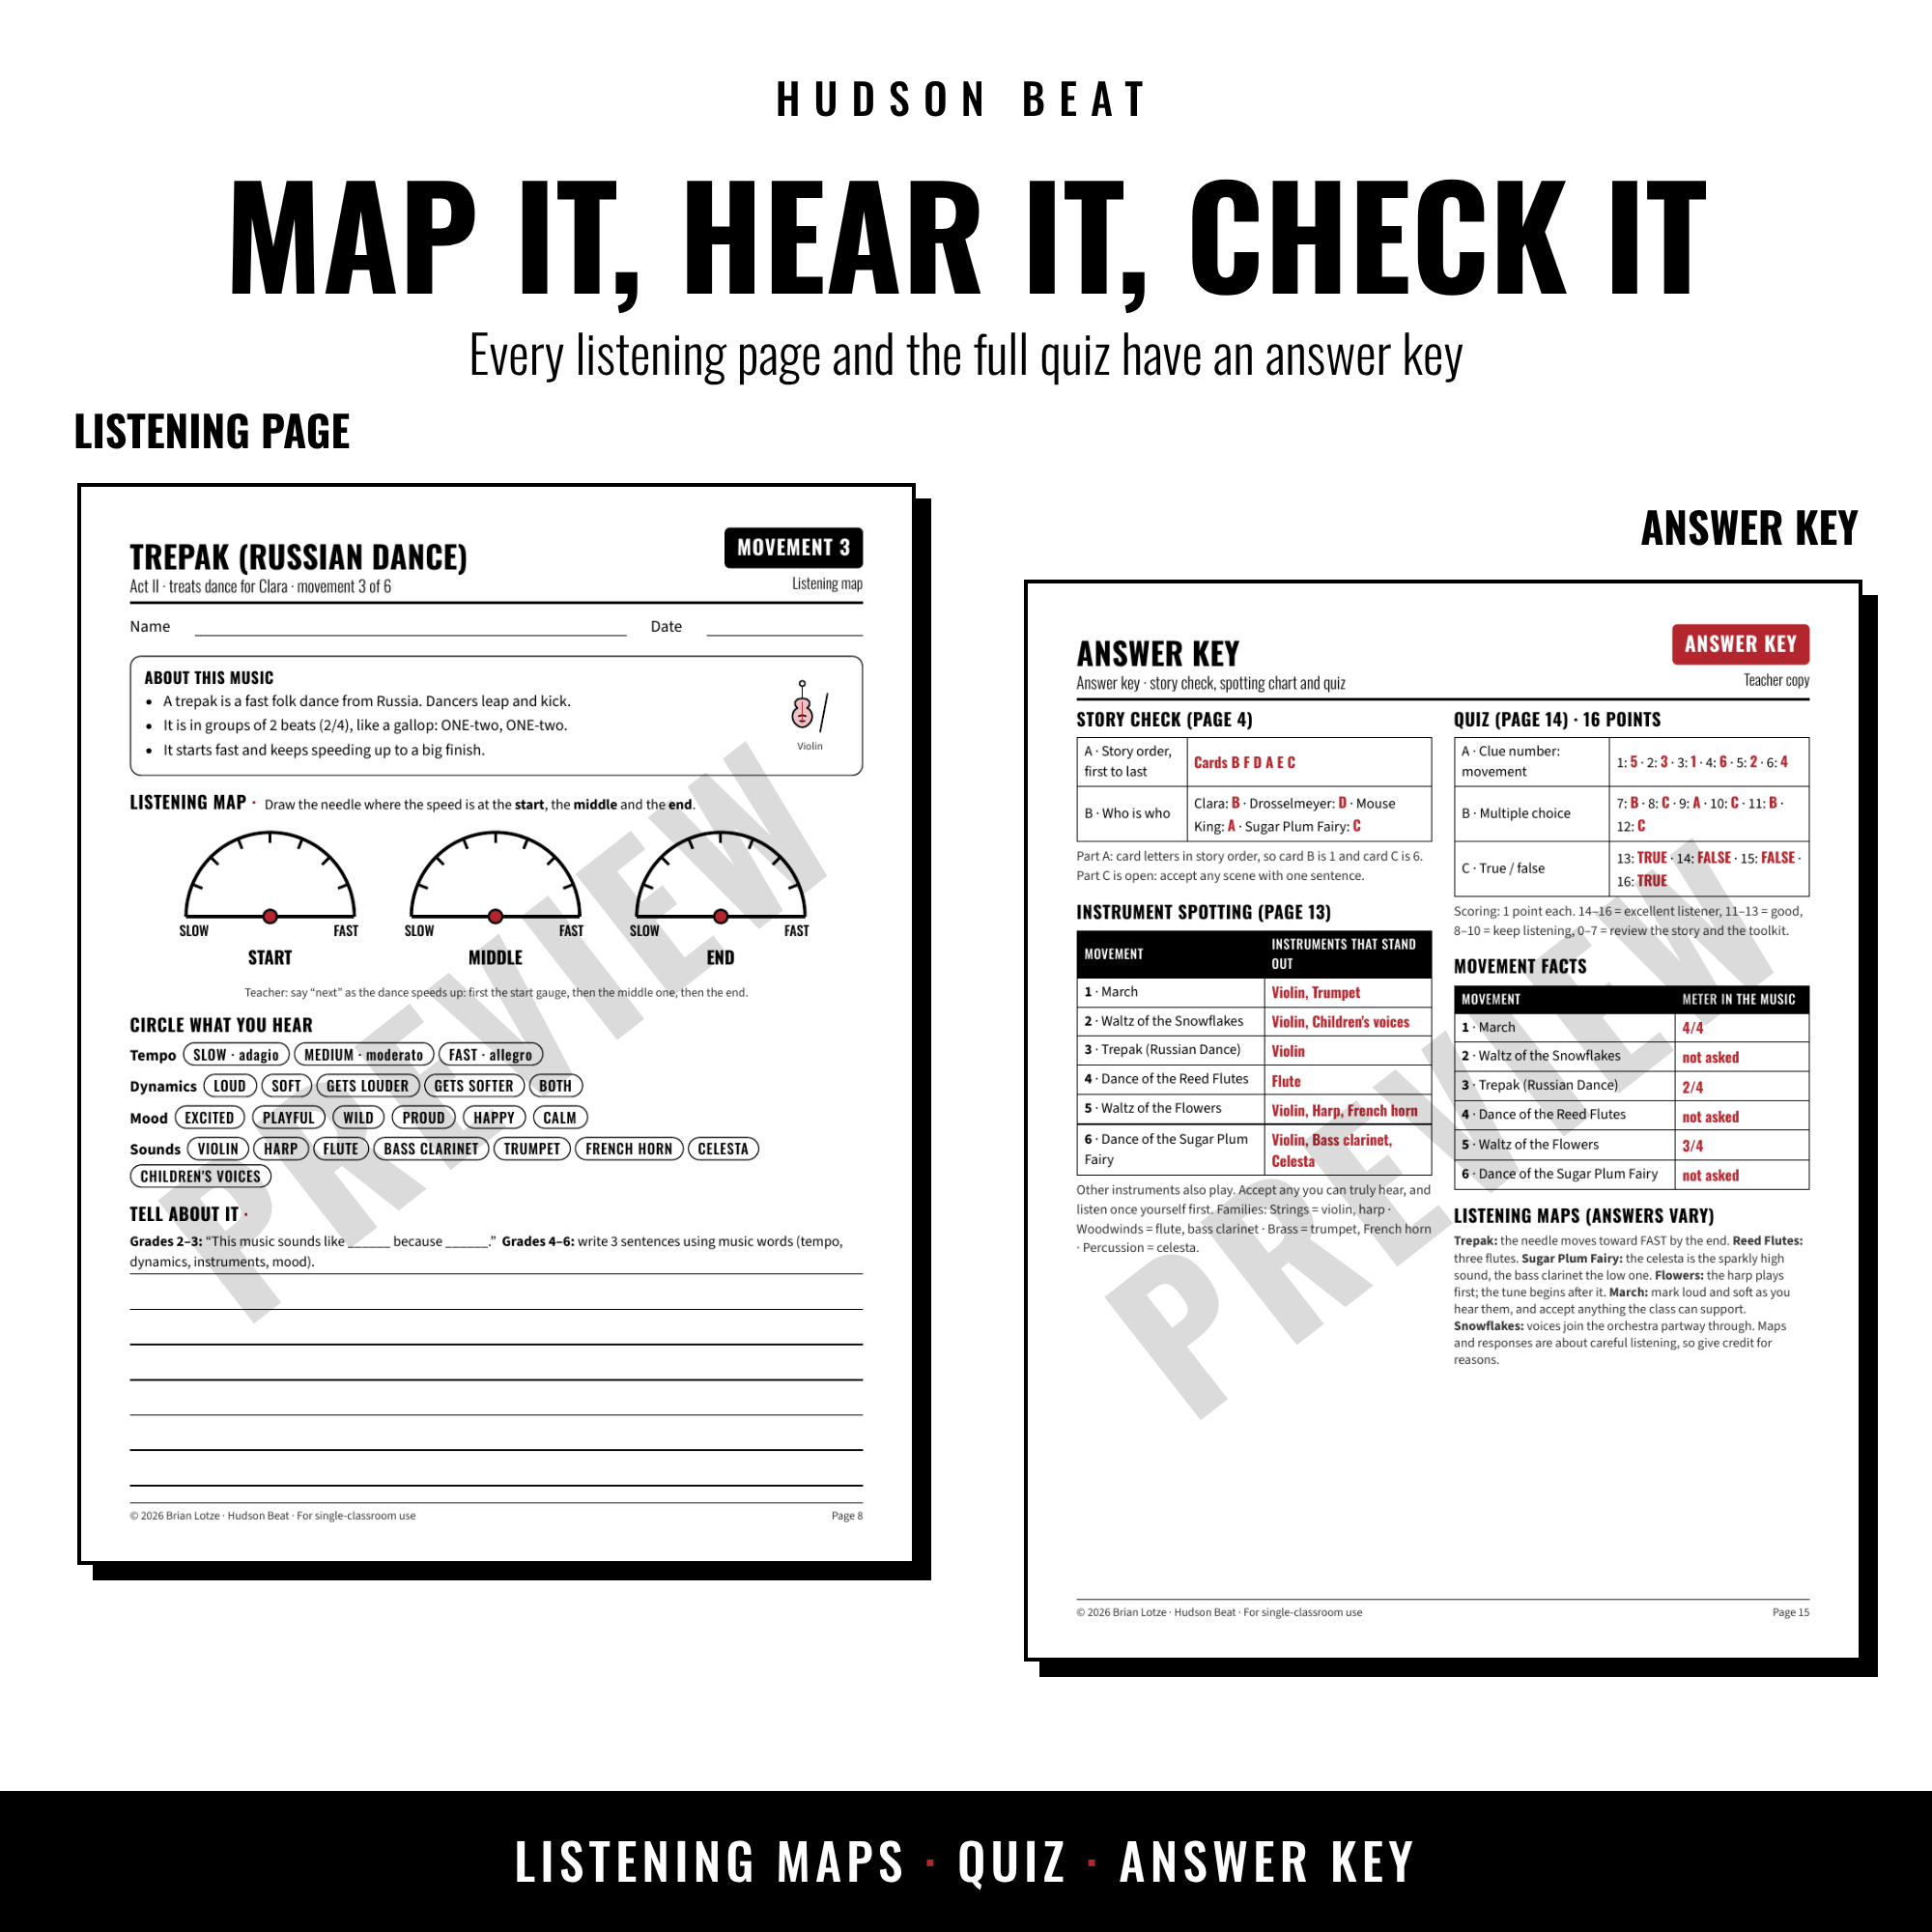 HUDSON BEAT
MAP IT, HEAR IT, CHECK IT
Every listening page and the full quiz have an answer key
LISTENING PAGE
TREPAK (RUSSIAN DANCE)
MOVEMENT 3
Act II · treats dance for Clara · movement 3 of 6
Listening map
Name
Date
ABOUT THIS MUSIC
• A trepak is a fast folk dance from Russia. Dancers leap and kick.
• It is in groups of 2 beats (2/4), like a gallop: ONE-two, ONE-two.
• It starts fast and keeps speeding up to a big finish.
Violin
LISTENING MAP · Draw the needle where the speed is at the start, the middle and the end.
SLOW FAST SLOW FAST SLOW FAST
START MIDDLE END
Teacher: say “next” as the dance speeds up: first the start gauge, then the middle one, then the end.
CIRCLE WHAT YOU HEAR
Tempo SLOW · adagio MEDIUM · moderato FAST · allegro
Dynamics LOUD SOFT GETS LOUDER GETS SOFTER BOTH
Mood EXCITED PLAYFUL WILD PROUD HAPPY CALM
Sounds VIOLIN HARP FLUTE BASS CLARINET TRUMPET FRENCH HORN CELESTA
CHILDREN'S VOICES
TELL ABOUT IT ·
Grades 2–3: “This music sounds like ______ because ______.” Grades 4–6: write 3 sentences using music words (tempo,
dynamics, instruments, mood).
© 2026 Brian Lotze · Hudson Beat · For single-classroom use
Page 8
PREVIEW
ANSWER KEY
ANSWER KEY
ANSWER KEY
Answer key · story check, spotting chart and quiz
Teacher copy
STORY CHECK (PAGE 4)
A · Story order,
first to last
Cards B F D A E C
B · Who is who
Clara: B · Drosselmeyer: D · Mouse
King: A · Sugar Plum Fairy: C
Part A: card letters in story order, so card B is 1 and card C is 6.
Part C is open: accept any scene with one sentence.
INSTRUMENT SPOTTING (PAGE 13)
MOVEMENT
INSTRUMENTS THAT STAND
OUT
1 · March Violin, Trumpet
2 · Waltz of the Snowflakes Violin, Children's voices
3 · Trepak (Russian Dance) Violin
4 · Dance of the Reed Flutes Flute
5 · Waltz of the Flowers Violin, Harp, French horn
6 · Dance of the Sugar Plum
Fairy
Violin, Bass clarinet,
Celesta
Other instruments also play. Accept any you can truly hear, and
listen once yourself first. Families: Strings = violin, harp ·
Woodwinds = flute, bass clarinet · Brass = trumpet, French horn
· Percussion = celesta.
QUIZ (PAGE 14) · 16 POINTS
A · Clue number:
movement
1: 5 · 2: 3 · 3: 1 · 4: 6 · 5: 2 · 6: 4
B · Multiple choice
7: B · 8: C · 9: A · 10: C · 11: B ·
12: C
C · True / false
13: TRUE · 14: FALSE · 15: FALSE ·
16: TRUE
Scoring: 1 point each. 14–16 = excellent listener, 11–13 = good,
8–10 = keep listening, 0–7 = review the story and the toolkit.
MOVEMENT FACTS
MOVEMENT METER IN THE MUSIC
1 · March 4/4
2 · Waltz of the Snowflakes not asked
3 · Trepak (Russian Dance) 2/4
4 · Dance of the Reed Flutes not asked
5 · Waltz of the Flowers 3/4
6 · Dance of the Sugar Plum Fairy not asked
LISTENING MAPS (ANSWERS VARY)
Trepak: the needle moves toward FAST by the end. Reed Flutes:
three flutes. Sugar Plum Fairy: the celesta is the sparkly high
sound, the bass clarinet the low one. Flowers: the harp plays
first; the tune begins after it. March: mark loud and soft as you
hear them, and accept anything the class can support.
Snowflakes: voices join the orchestra partway through. Maps
and responses are about careful listening, so give credit for
reasons.
© 2026 Brian Lotze · Hudson Beat · For single-classroom use
Page 15
PREVIEW
LISTENING MAPS · QUIZ · ANSWER KEY